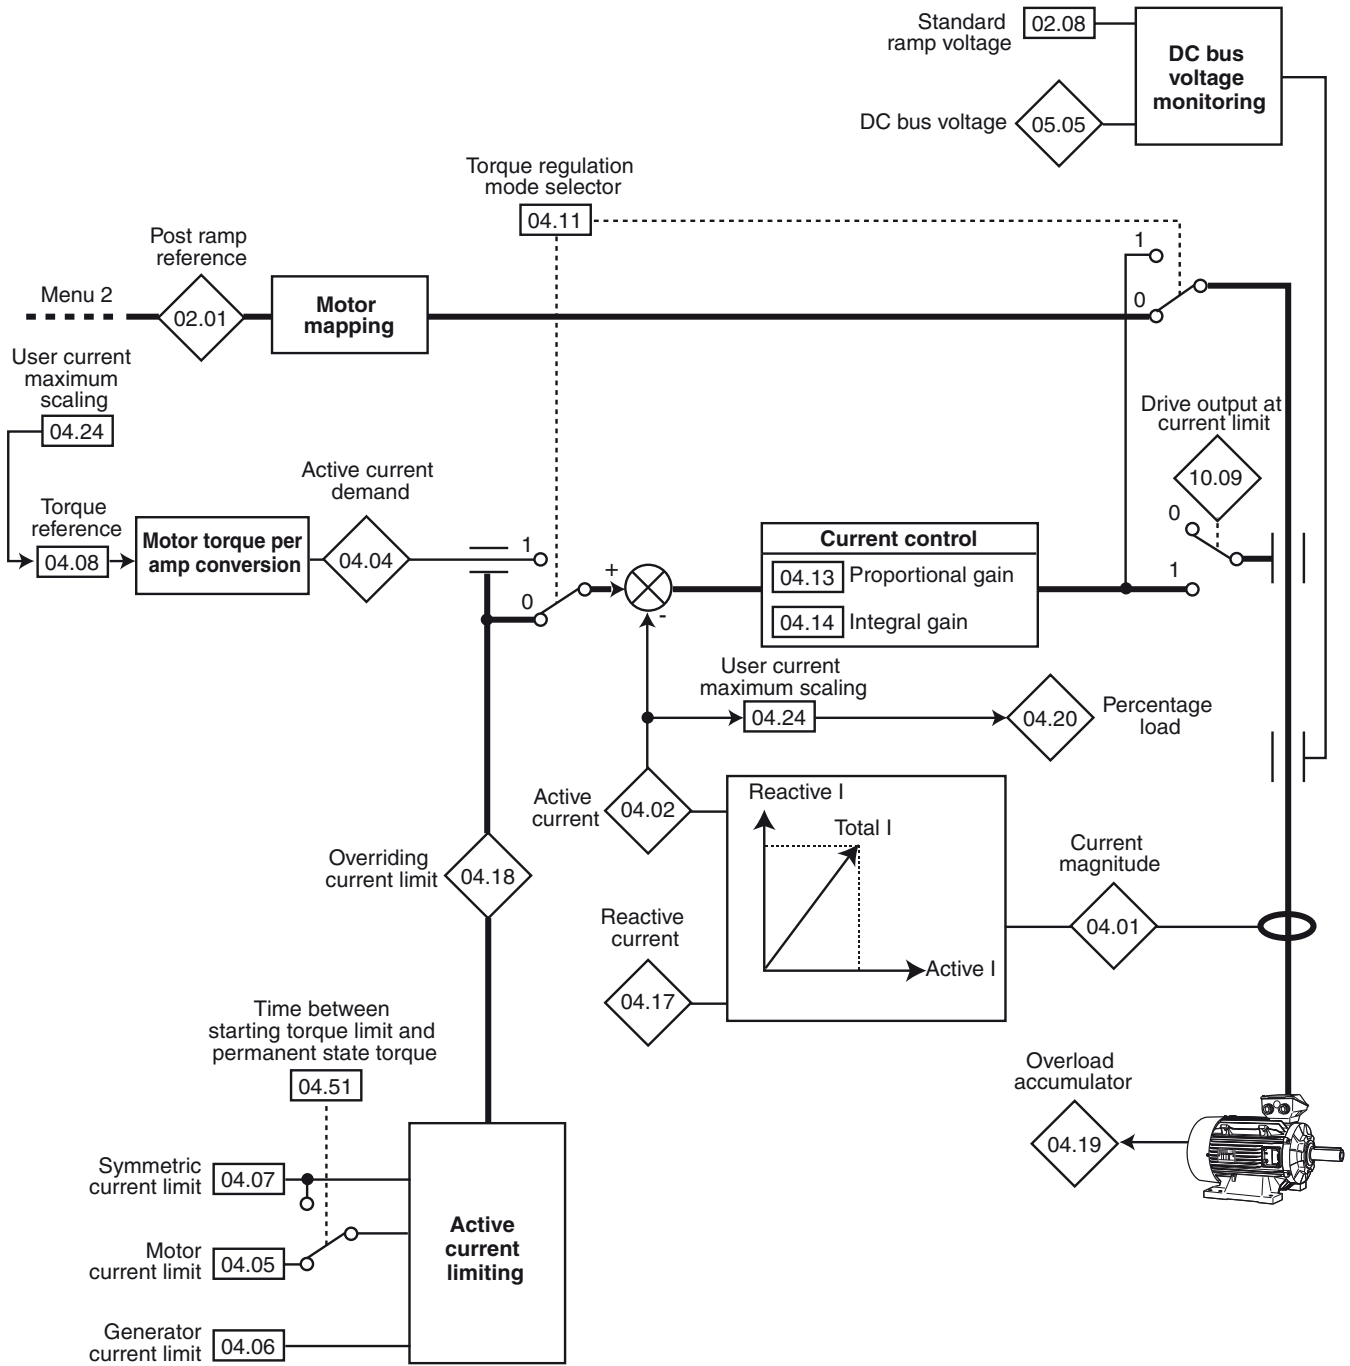 Standard
ramp voltage
02.08
DC bus
voltage
monitoring
DC bus voltage
05.05
Torque regulation
mode selector
04.11
Post ramp
reference
Menu 2
02.01
Motor
mapping
1
0
User current
maximum
scaling
04.24
Drive output at
current limit
10.09
Active current
demand
Torque
reference
04.08
Motor torque per
amp conversion
04.04
1
0
+
-
Current control
04.13 Proportional gain
04.14 Integral gain
0
1
User current
maximum scaling
04.24
04.20
Percentage
load
Active
current
04.02
Reactive I
Total I
Active I
Overriding
current limit
04.18
Current
magnitude
04.01
Reactive
current
04.17
Time between
starting torque limit and
permanent state torque
04.51
Overload
accumulator
04.19
Symmetric
current limit
04.07
Motor
current limit
04.05
Active
current
limiting
Generator
current limit
04.06